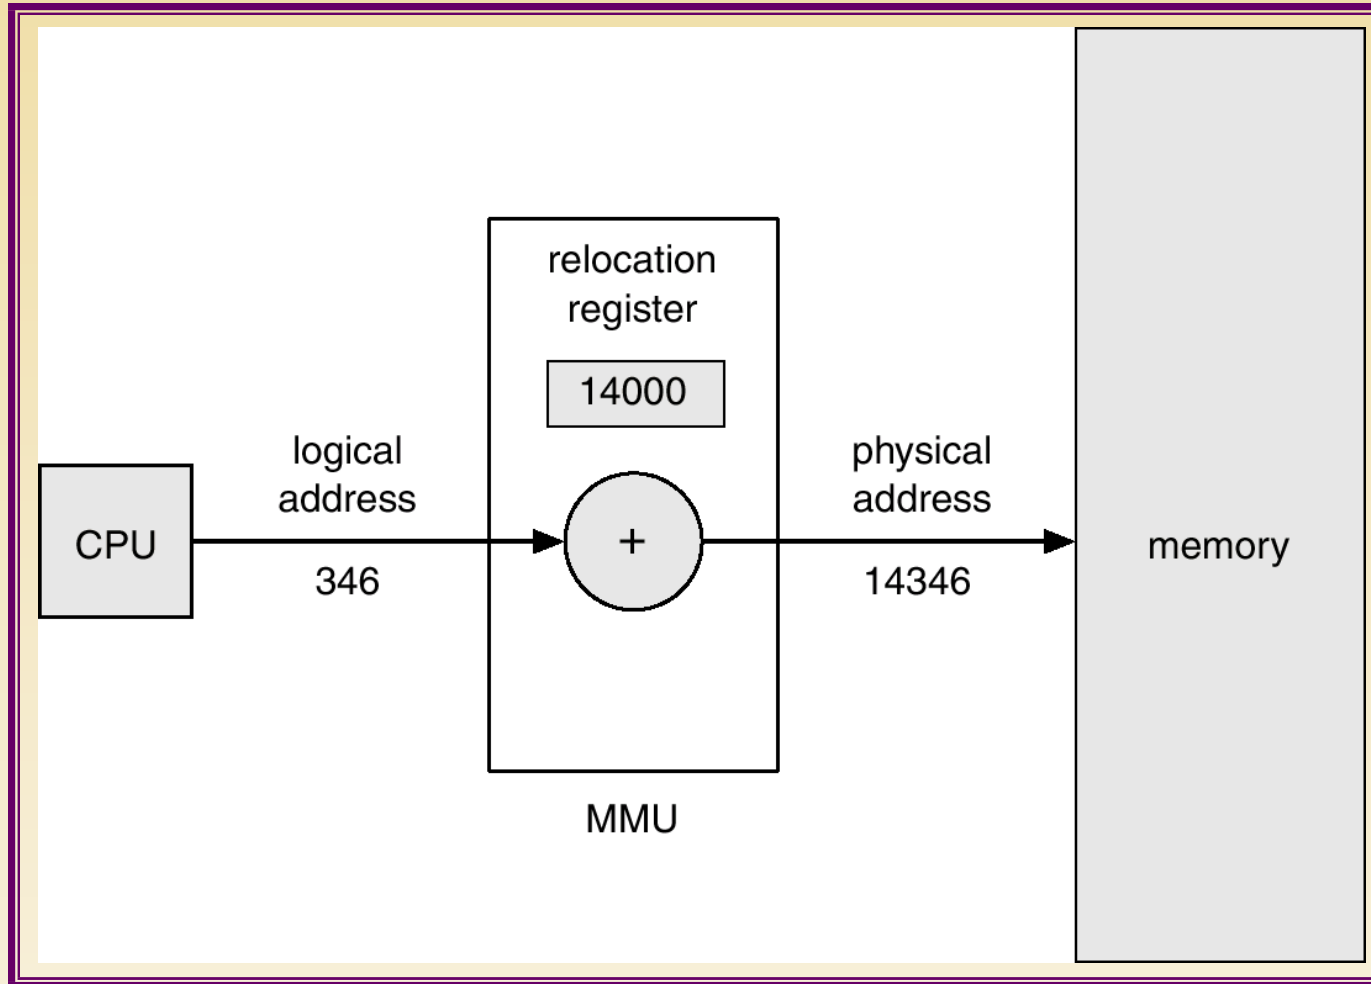 relocation
register
14000
logical
address
physical
address
CPU
+
memory
346
14346
MMU